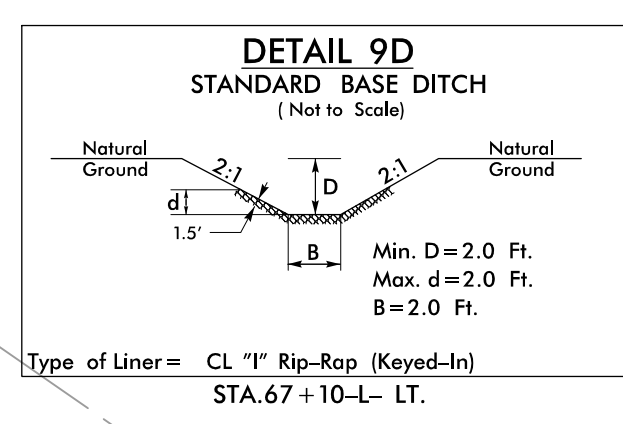 DETAIL 9D
STANDARD BASE DITCH
( Not to Scale)
Natural
Ground
2:1
D
2:1
Natural
Ground
d
1.5'
B
Min. D=2.0 Ft.
Max. d=2.0 Ft.
B=2.0 Ft.
Type of Liner= CL "I" Rip-Rap (Keyed-In)
STA.67+10-L- LT.